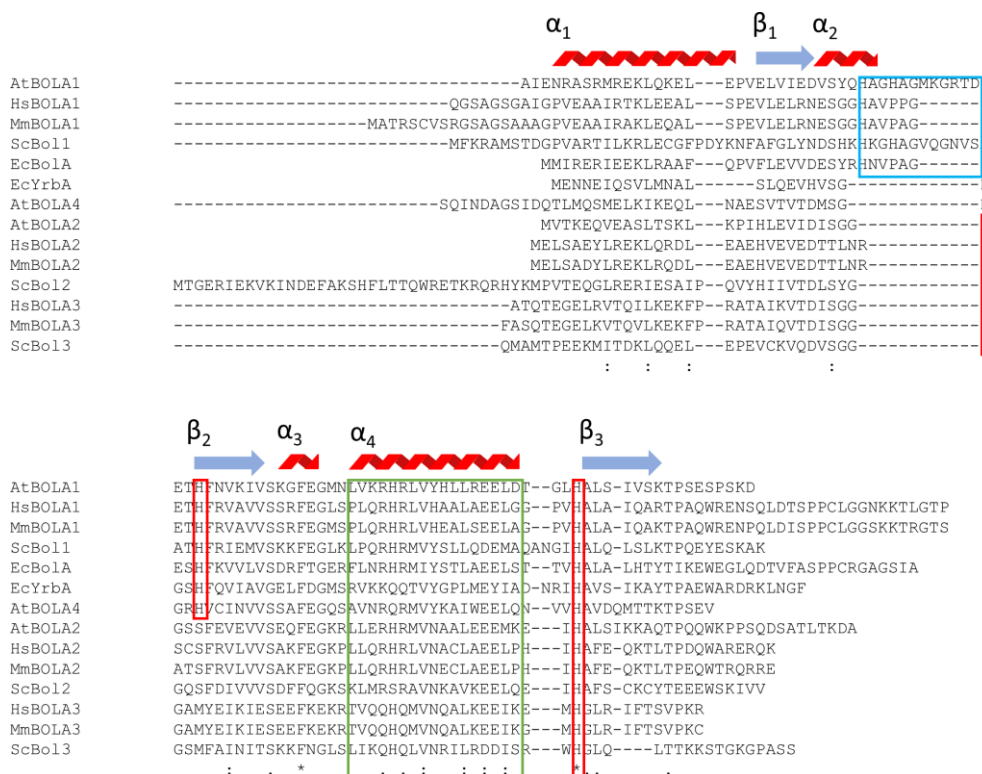 α1 β1 α2
AtBOLA1 -----------------------------------AIENRASRMREKLQKEL---EPVELVIEDVSYQHAGHAGMKGRTD
HsBOLA1 ----------------------------QGSAGSGAIGPVEAAIRTKLEEAL---SPEVLELRNESGGHAVPPG------
MmBOLA1 --------------------MATRSCVSRGSAGSAAAGPVEAAIRAKLEQAL---SPEVLELRNESGGHAVPAG------
ScBol1 -------------------------MFKRAMSTDGPVARTILKRLECGFPDYKNFAFGLYNDSHKHKGHAGVQGNVS
EcBolA -------------------------------------MMIRERIEEKLRAAF---QPVFLEVVDESYRHNVPAG------
EcYrbA --------------------------------------MENNEIQSVLMNAL------SLQEVHVSG-------------
AtBOLA4 ---------------------------SQINDAGSIDQTLMQSMELKIKEQL---NAESVTVTDMSG-------------
AtBOLA2 -------------------------------------MVTKEQVEASLTSKL---KPIHLEVIDISGG------------
HsBOLA2 ------------------------------------MELSAEYLREKLQRDL---EAEHVEVEDTTLNR-----------
MmBOLA2 ------------------------------------MELSADYLREKLRQDL---EAEHVEVEDTTLNR-----------
ScBol2 MTGERIEKVKINDEFAKSHFLTTQWRETKRQRHYKMPVTEQGLRERIESAIP--QVYHIIVTDLSYG-------------
HsBOLA3 ----------------------------------ATQTEGELRVTQILKEKFP--RATAIKVTDISGG------------
MmBOLA3 ---------------------------------FASQTEGELKVTQVLKEKFP--RATAIQVTDISGG------------
ScBol3 ---------------------------------QMAMTPEEKMITDKLQQEL---EPEVCKVQDVSGG------------
: : : :
β2 α3 α4 β3
AtBOLA1 ETHFNVKIVSKGFEGMNLVKRHRLVYHLLREELDT--GLHALS-IVSKTPSESPSKD
HsBOLA1 ETHFRVAVVSSRFEGLSPLQRHRLVHAALAEELGG--PVHALA-IQARTPAQWRENSQLDTSPPCLGGNKKTLGTP
MmBOLA1 ETHFRVAVVSSRFEGMSPLQRHRLVHEALSEELAG--PVHALA-IQAKTPAQWRENPQLDISPPCLGGSKKTRGTS
ScBol1 ATHFRIEMVSKKFEGLKLPQRHRMVYSLLQDEMAQANGIHALQ-LSLKTPQEYESKAK
EcBolA ESHFKVVLVSDRFTGERFLNRHRMIYSTLAEELST--TVHALA-LHTYTIKEWEGLQDTVFASPPCRGAGSIA
EcYrbA GSHFQVIAVGELFDGMSRVKKQQTVYGPLMEYIAD-NRIHAVS-IKAYTPAEWARDRKLNGF
AtBOLA4 GRHVCINVVSSAFEGQSAVNRQRMVYKAIWEELQN--VVHAVDQMTTKTPSEV
AtBOLA2 GSSFEVEVVSEQFEGKRLLERHRMVNAALEEEMKE---IHALSIKKAQTPQQWKPPSQDSATLTKDA
HsBOLA2 SCSFRVLVVSAKFEGKPLLQRHRLVNACLAEELPH---IHAFE-QKTLTPDQWARERQK
MmBOLA2 ATSFRVLVVSAKFEGKPLLQRHRLVNECLAEELPH---IHAFE-QKTLTPEQWTRQRRE
ScBol2 GQSFDIVVVSDFFQGKSKLMRSRAVNKAVKEELQE---IHAFS-CKCYTEEEWSKIVV
HsBOLA3 GAMYEIKIESEEFKEKRTVQQHQMVNQALKEEIKE---MHGLR-IFTSVPKR
MmBOLA3 GAMYEIKIESEEFKEKRTVQQHQMVNQALKEEIKG---MHGLR-IFTSVPKC
ScBol3 GSMFAINITSKKFNGLSLIKQHQLVNRILRDDISR---WHGLQ----LTTKKSTGKGPASS